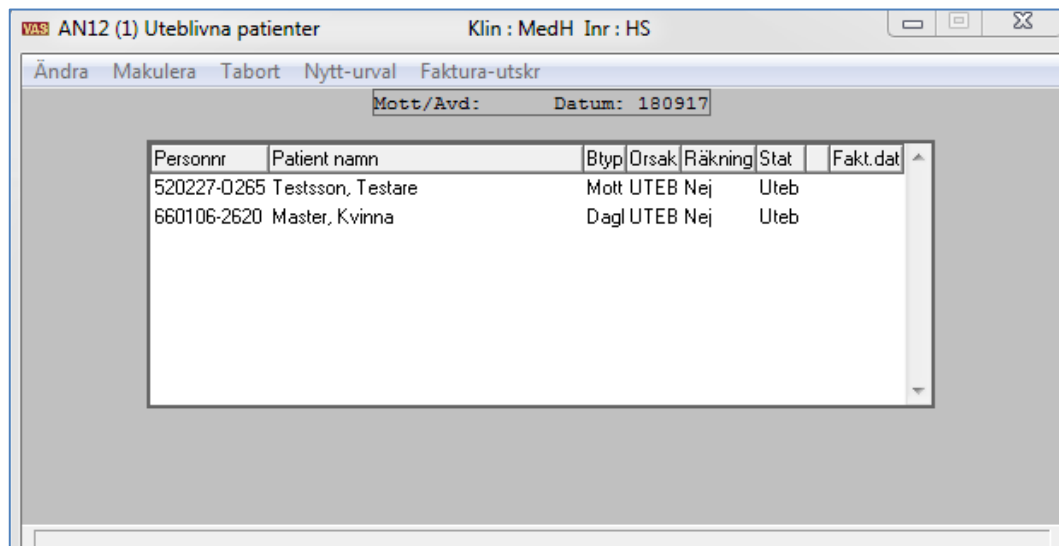 VAS AN12 (1) Uteblivna patienter Klin : MedH Inr : HS
Ändra Makulera Tabort Nytt-urval Faktura-utskr
Mott/Avd: Datum: 180917
Personnr Patient namn Btyp Orsak Räkning Stat Fakt.dat
520227-0265 Testsson, Testare Mott UTEB Nej Uteb
660106-2620 Master, Kvinna Dagl UTEB Nej Uteb